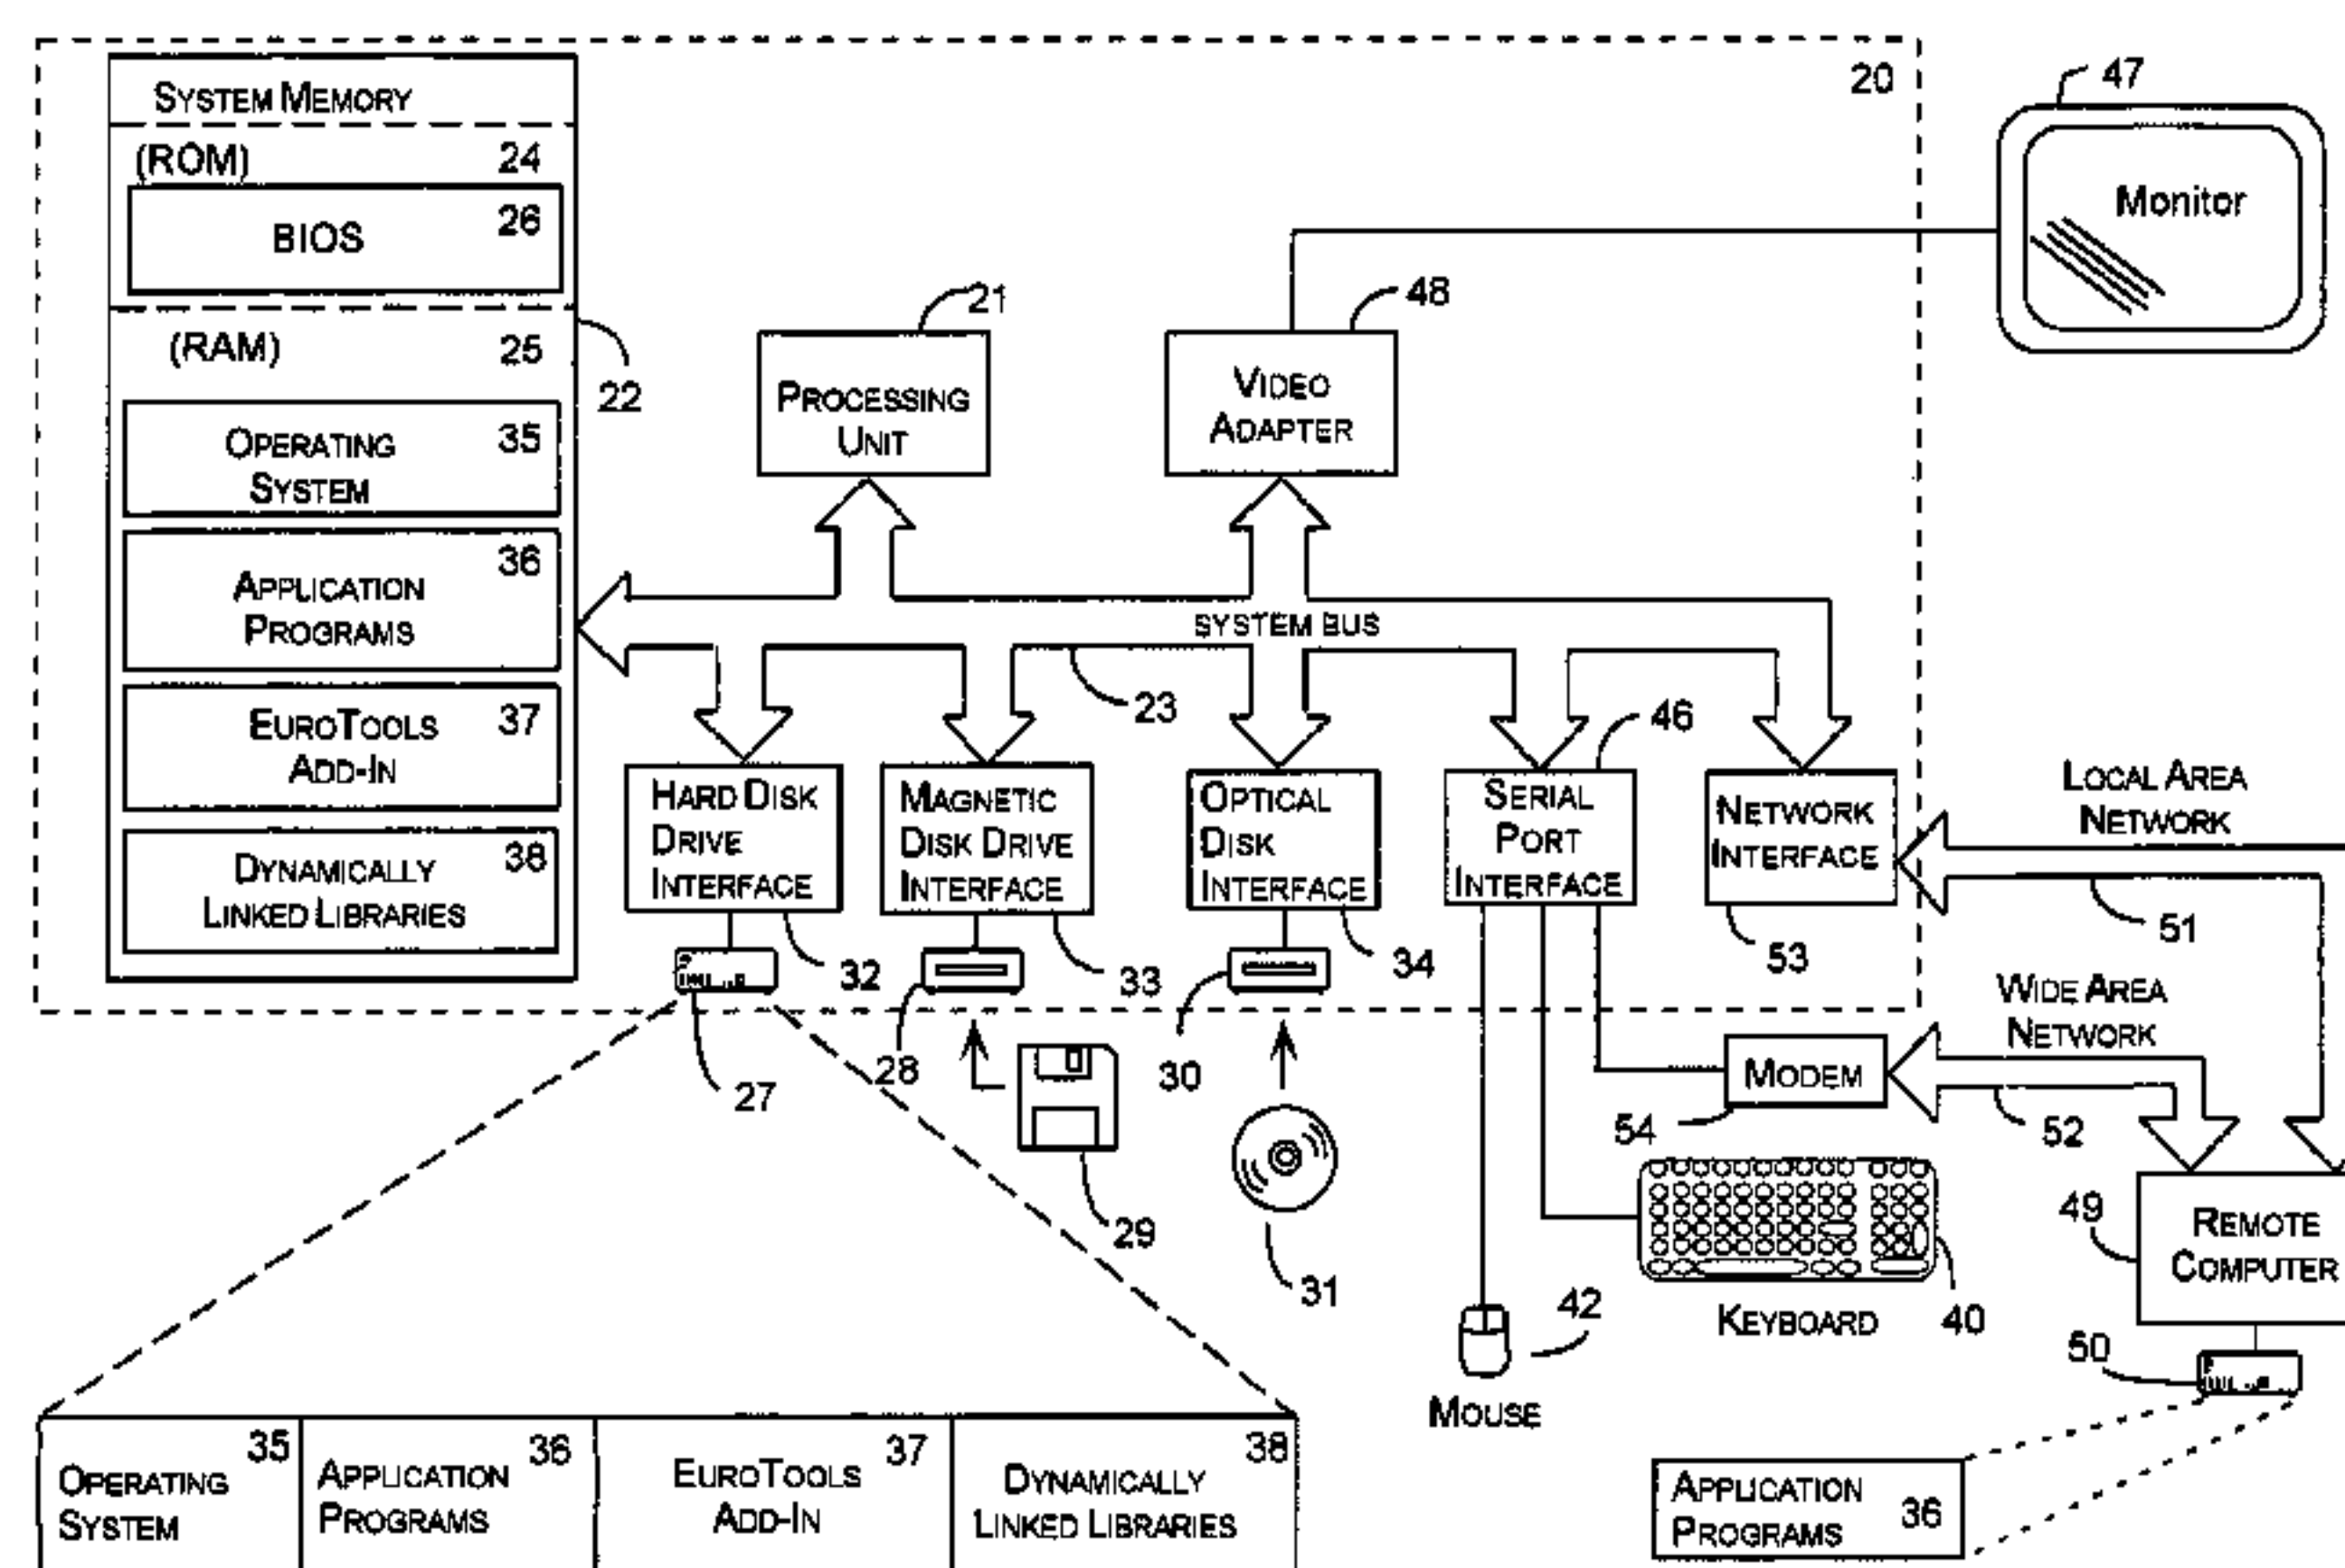 20
47
SYSTEM MEMORY
(ROM) 24
BIOS 26
(RAM) 25
22
OPERATING 35
SYSTEM
36
APPLICATION
PROGRAMS
EUROTOOLS 37
ADD-IN
DYNAMICALLY 38
LINKED LIBRARIES
21
PROCESSING
UNIT
48
VIDEO
ADAPTER
Monitor
SYSTEM BUS
23
46
HARD DISK
DRIVE
INTERFACE
32
27
MAGNETIC
DISK DRIVE
INTERFACE
33
28
29
OPTICAL
DISK
INTERFACE
34
30
31
SERIAL
PORT
INTERFACE
NETWORK
INTERFACE
53
LOCAL AREA
NETWORK
51
WIDE AREA
NETWORK
52
MODEM
54
KEYBOARD 40
42
MOUSE
49
REMOTE
COMPUTER
50
35
OPERATING
SYSTEM
36
APPLICATION
PROGRAMS
37
EUROTOOLS
ADD-IN
38
DYNAMICALLY
LINKED LIBRARIES
APPLICATION
PROGRAMS 36